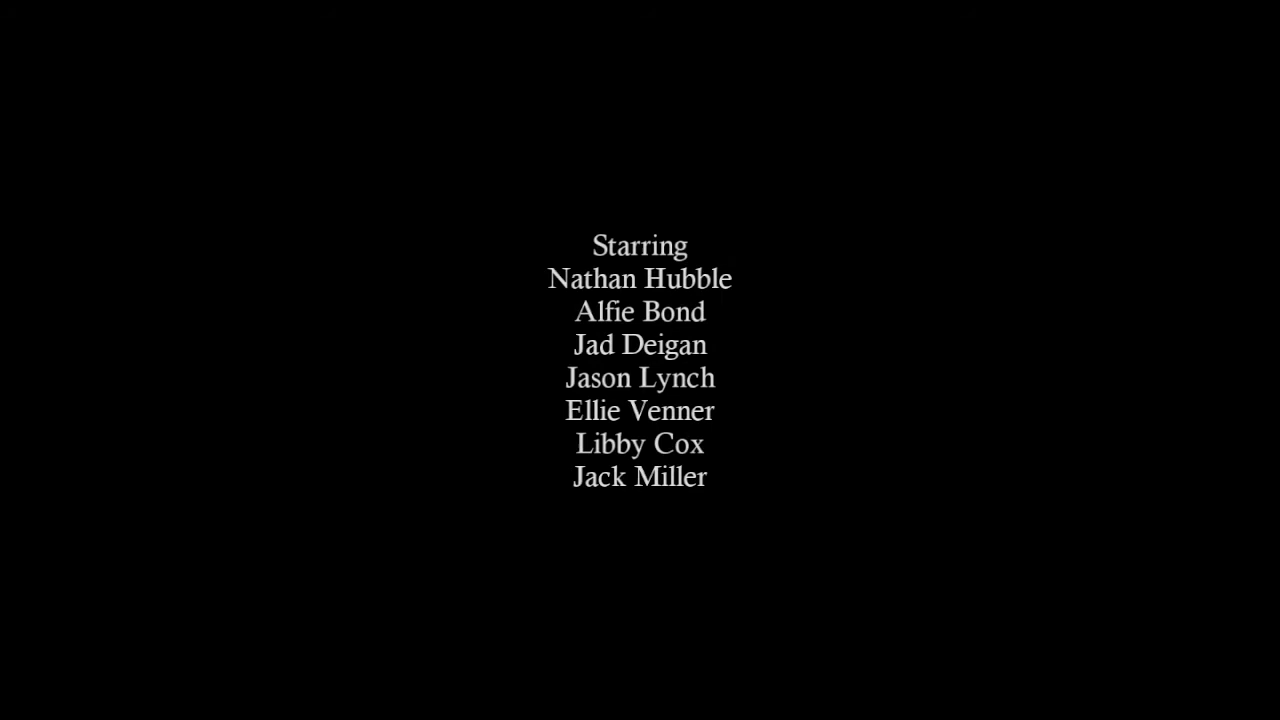 Starring
Nathan Hubble
Alfie Bond
Jad Deigan
Jason Lynch
Ellie Venner
Libby Cox
Jack Miller